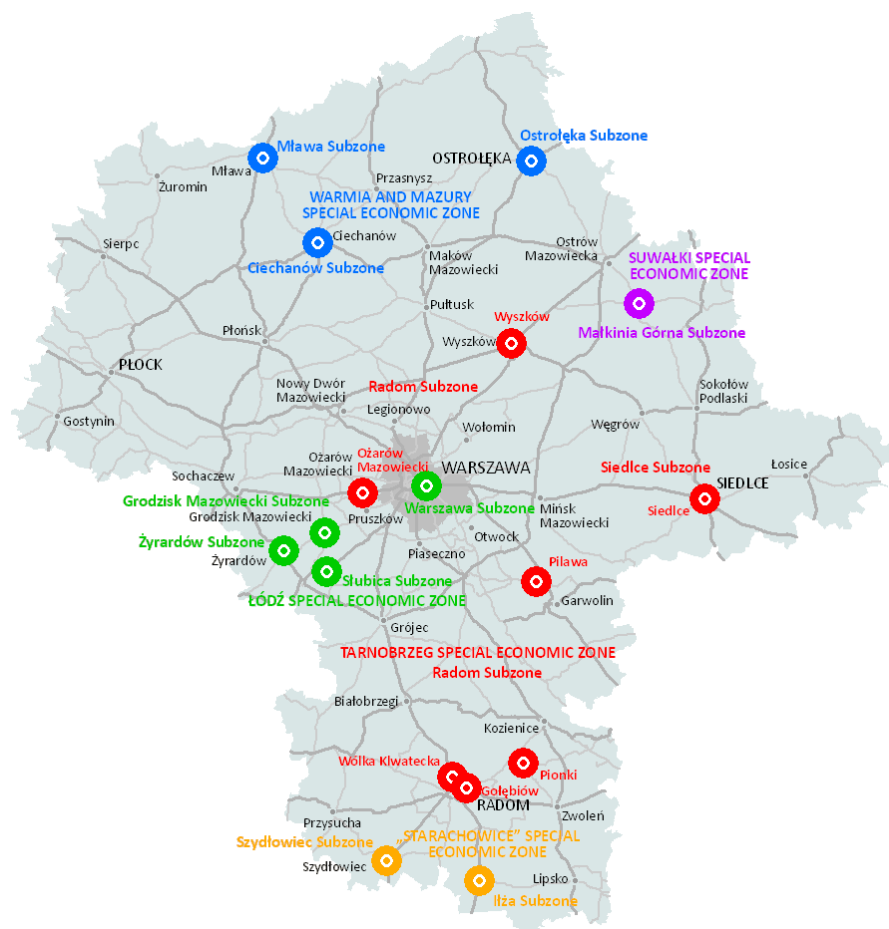 Ostrołęka Subzone
Mława Subzone
OSTROŁĘKA
Mława
Przasnysz
Żuromin
WARMIA AND MAZURY
SPECIAL ECONOMIC ZONE
Ciechanów
Sierpc
Maków
Mazowiecki
Ostrów
Mazowiecka
SUWAŁKI SPECIAL
ECONOMIC ZONE
Ciechanów Subzone
Pułtusk
Wyszków
Małkinia Górna Subzone
Płońsk
Wyszków
PŁOCK
Nowy Dwór
Mazowiecki
Radom Subzone
Sokołów
Podlaski
Legionowo
Gostynin
Węgrów
Wołomin
Ożarów
Mazowiecki
Ożarów
Mazowiecki
WARSZAWA
Siedlce Subzone
Łosice
Sochaczew
SIEDLCE
Grodzisk Mazowiecki Subzone
Warszawa Subzone
Siedlce
Grodzisk Mazowiecki
Pruszków
Mińsk
Mazowiecki
Otwock
Żyrardów Subzone
Piaseczno
Żyrardów
Pilawa
Słubica Subzone
ŁÓDŹ SPECIAL ECONOMIC ZONE
Garwolin
Grójec
TARNOBRZEG SPECIAL ECONOMIC ZONE
Radom Subzone
Białobrzegi
Kozienice
Wólka Klwatecka
Pionki
Gołębiów
RADOM
Przysucha
Zwoleń
Szydłowiec Subzone
„STARACHOWICE” SPECIAL
ECONOMIC ZONE
Szydłowiec
Lipsko
Iłża Subzone